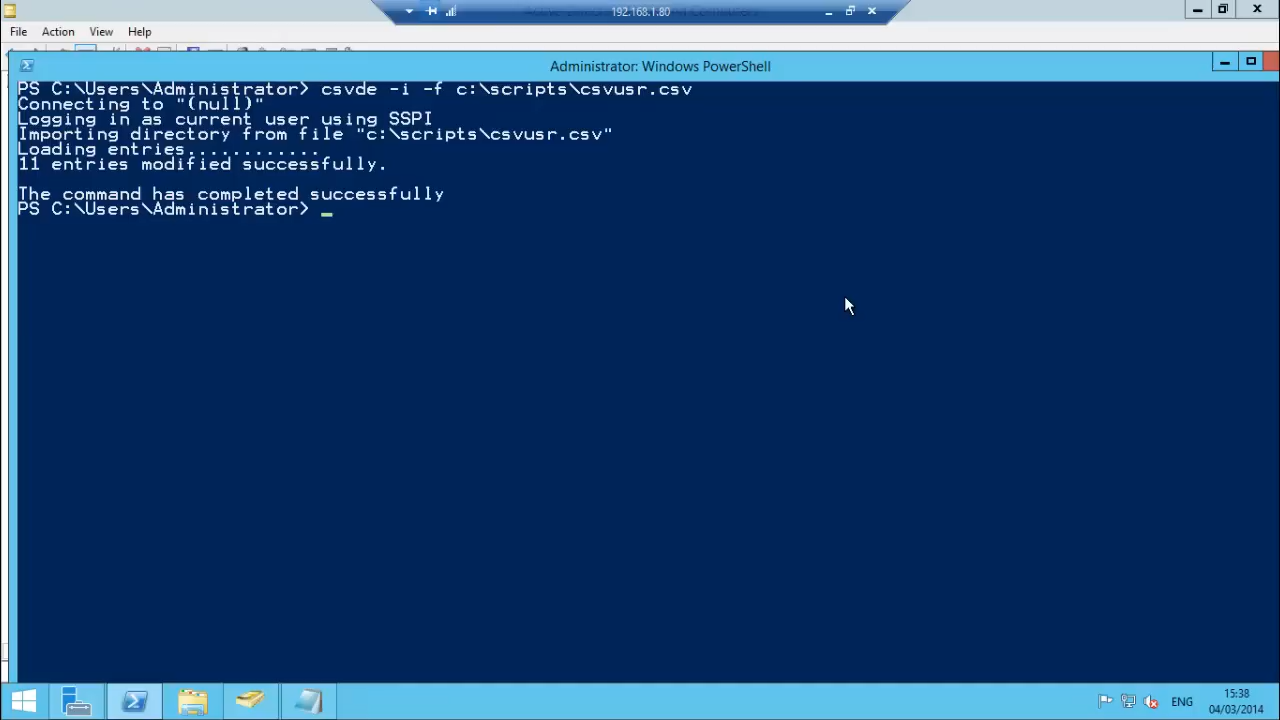 192.168.1.80
File Action View Help
Administrator: Windows PowerShell
PS C:\Users\Administrator> csvde -i -f c:\scripts\csvusr.csv
Connecting to "(null)"
Logging in as current user using SSPI
Importing directory from file "c:\scripts\csvusr.csv"
Loading entries............
11 entries modified successfully.
The command has completed successfully
PS C:\Users\Administrator> _
ENG
15:38
04/03/2014